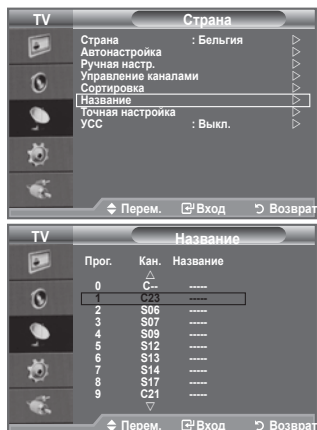 TV Страна
Страна : Бельгия
Автонастройка
Ручная настр.
Управление каналами
Сортировка
Название
Точная настройка
УСС : Выкл.
Перем. Вход Возврат
TV Название
Прог. Кан. Название
0 C-- -----
1 C23 -----
2 S06 -----
3 S07 -----
4 S09 -----
5 S12 -----
6 S13 -----
7 S14 -----
8 S17 -----
9 C21 -----
Перем. Вход Возврат